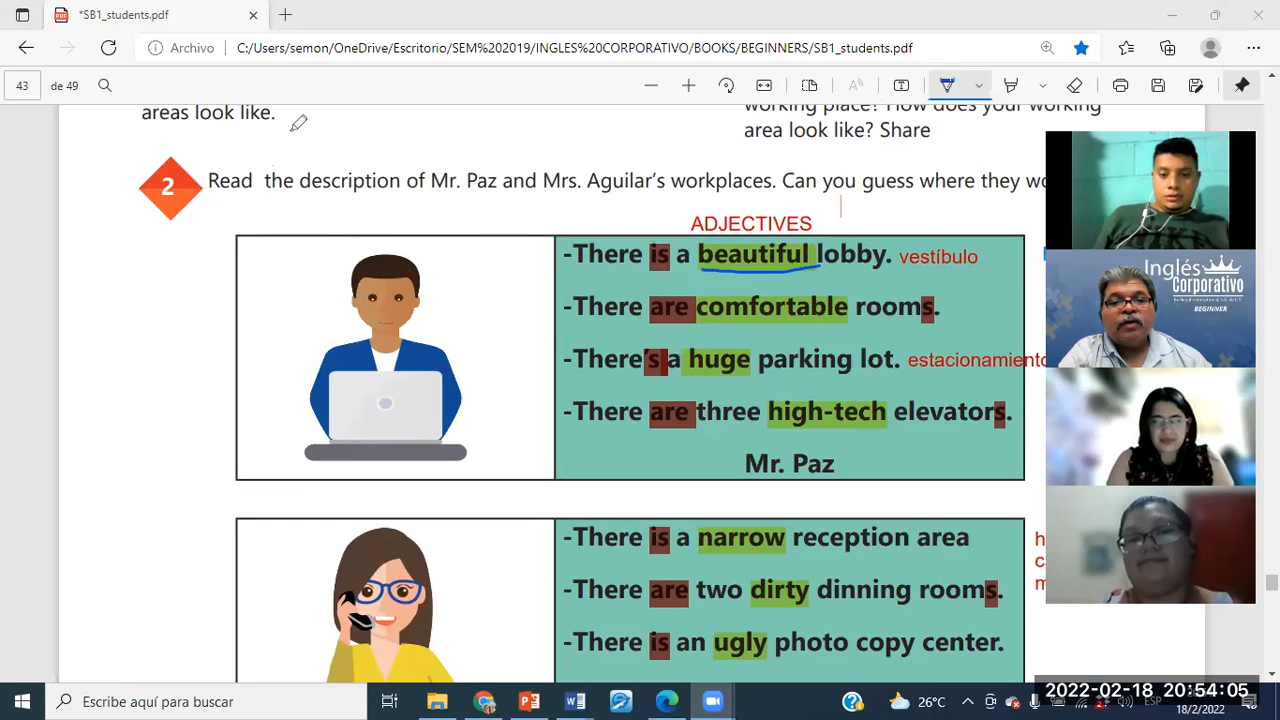 *SB1_students.pdf
Archivo
C:/Users/semon/OneDrive/Escritorio/SEM%202019/INGLES%20CORPORATIVO/BOOKS/BEGINNERS/SB1_students.pdf
43 de 49
areas look like.
working place? How does your working
area look like? Share
2
Read the description of Mr. Paz and Mrs. Aguilar's workplaces. Can you guess where they
ADJECTIVES
-There is a beautiful lobby. vestíbulo
-There are comfortable rooms.
-There's a huge parking lot. estacionamiento
-There are three high-tech elevators.
Mr. Paz
-There is a narrow reception area
-There are two dirty dinning rooms.
-There is an ugly photo copy center.
Inglés
Corporativo
BEGINNER
Escribe aquí para buscar
26°C
ESP
2022-02-18 20:54:05
18/2/2022